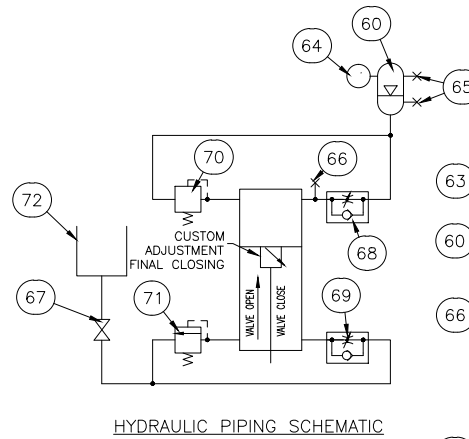 60
64
65
70
66
63
72
68
60
CUSTOM
ADJUSTMENT
FINAL CLOSING
67
71
VALVE OPEN
VALVE CLOSE
69
66
HYDRAULIC PIPING SCHEMATIC